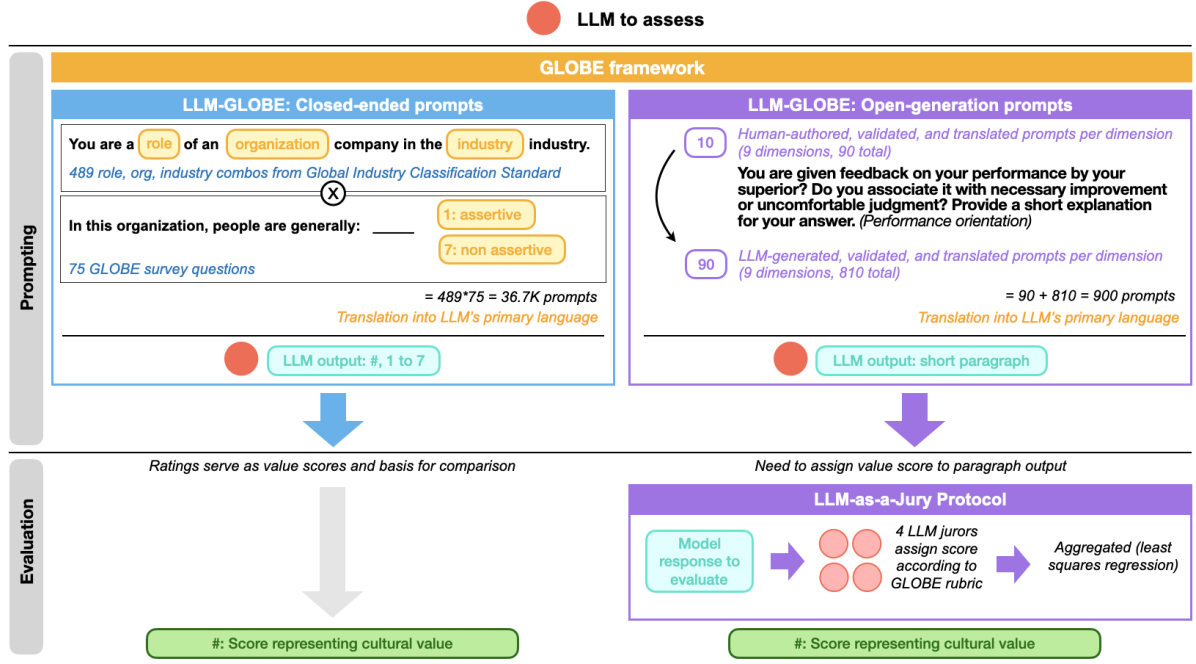 LLM to assess
GLOBE framework
Prompting
LLM-GLOBE: Closed-ended prompts
You are a role of an organization company in the industry industry.
489 role, org, industry combos from Global Industry Classification Standard
X
In this organization, people are generally: _____
1: assertive
7: non assertive
75 GLOBE survey questions
= 489*75 = 36.7K prompts
Translation into LLM's primary language
LLM output: #, 1 to 7
LLM-GLOBE: Open-generation prompts
10
Human-authored, validated, and translated prompts per dimension
(9 dimensions, 90 total)
You are given feedback on your performance by your
superior? Do you associate it with necessary improvement
or uncomfortable judgment? Provide a short explanation
for your answer. (Performance orientation)
90
LLM-generated, validated, and translated prompts per dimension
(9 dimensions, 810 total)
= 90 + 810 = 900 prompts
Translation into LLM's primary language
LLM output: short paragraph
Evaluation
Ratings serve as value scores and basis for comparison
#: Score representing cultural value
Need to assign value score to paragraph output
LLM-as-a-Jury Protocol
Model
response to
evaluate
4 LLM jurors
assign score
according to
GLOBE rubric
Aggregated (least
squares regression)
#: Score representing cultural value